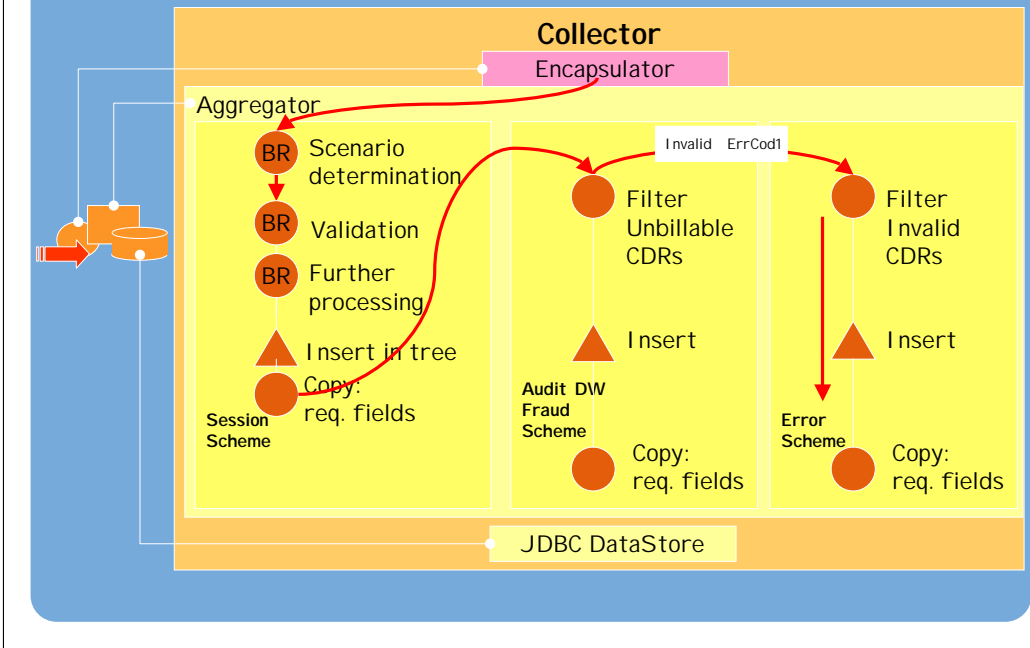 Collector
Encapsulator
Aggregator
BR
Scenario
determination
BR
Validation
BR
Further
processing
Insert in tree
Copy:
req. fields
Session
Scheme
Invalid ErrCod1
Filter
Unbillable
CDRs
Insert
Audit DW
Fraud
Scheme
Copy:
req. fields
Filter
Invalid
CDRs
Insert
Error
Scheme
Copy:
req. fields
JDBC DataStore